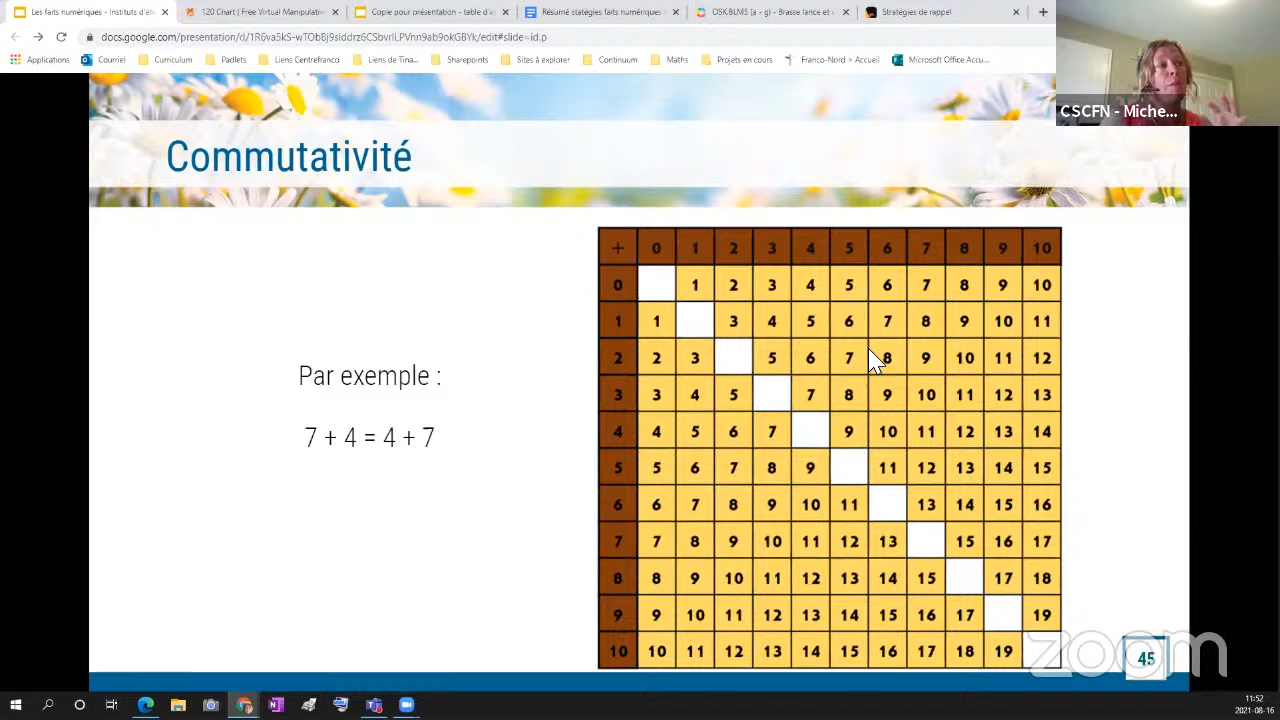 Les faits numériques - Instituts d'é
120 Chart | Free Virtual Manipulativ
Copie pour présentation - table d'a
Résumé statégies faits numériques
SK.BLM15 [a - g] - Brasse lance et
Stratégies de rappel
docs.google.com/presentation/d/1R6va5kS-wTObBj9siddrz6CSbvrlLPVnn9ab9okGBYk/edit#slide=id.p
Applications Courriel Curriculum Padlets Liens Centrefranco Liens de Tina... Sharepoints Sites à explorer Continuum Maths Projets en cours Franco-Nord > Accueil Microsoft Office Accu...
CSCFN - Miche...
Commutativité
Par exemple :
7 + 4 = 4 + 7
+ 0 1 2 3 4 5 6 7 8 9 10
0 1 2 3 4 5 6 7 8 9 10
1 1 3 4 5 6 7 8 9 10 11
2 2 3 5 6 7 8 9 10 11 12
3 3 4 5 7 8 9 10 11 12 13
4 4 5 6 7 9 10 11 12 13 14
5 5 6 7 8 9 11 12 13 14 15
6 6 7 8 9 10 11 13 14 15 16
7 7 8 9 10 11 12 13 15 16 17
8 8 9 10 11 12 13 14 15 17 18
9 9 10 11 12 13 14 15 16 17 19
10 10 11 12 13 14 15 16 17 18 19
zoom
45
11:52
2021-08-16